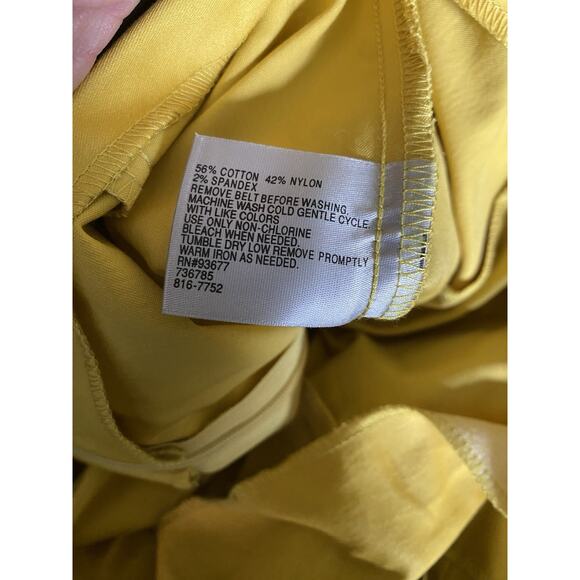 56% COTTON 42% NYLON
2% SPANDEX
REMOVE BELT BEFORE WASHING.
MACHINE WASH COLD GENTLE CYCLE,
WITH LIKE COLORS
USE ONLY NON-CHLORINE
BLEACH WHEN NEEDED.
TUMBLE DRY LOW REMOVE PROMPTLY
WARM IRON AS NEEDED.
RN#93677
736785
816-7752